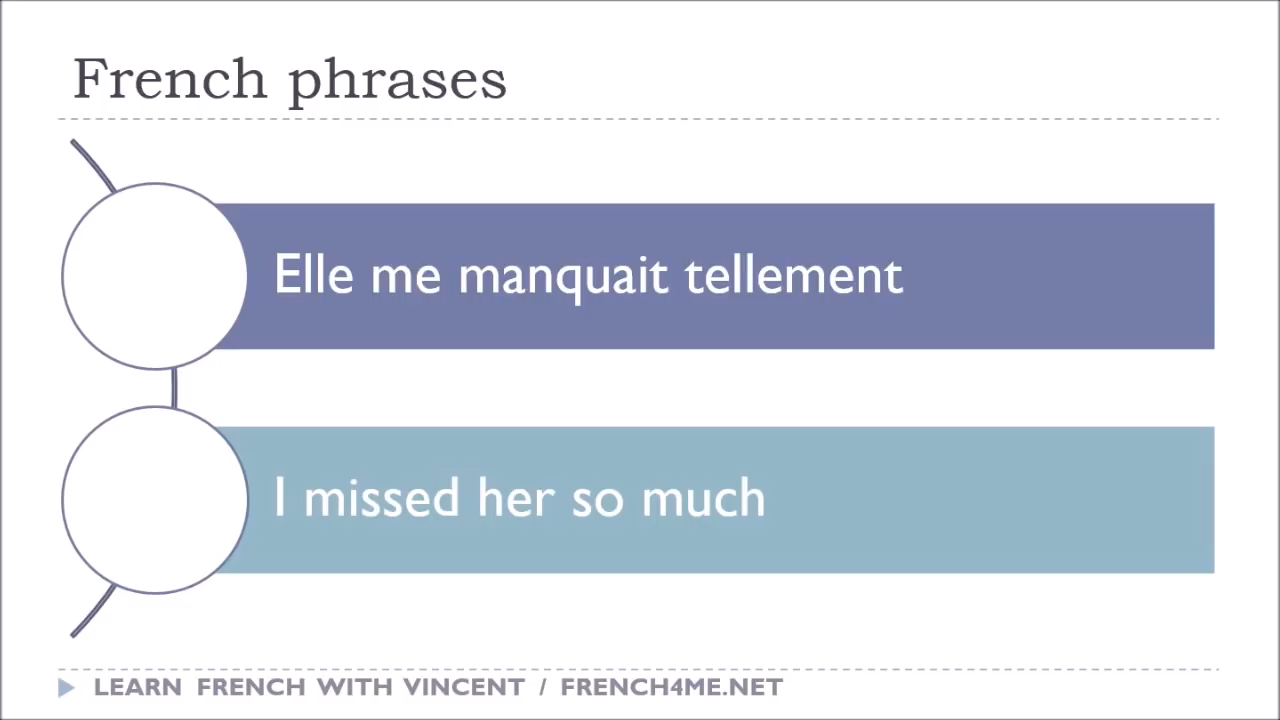 French phrases
Elle me manquait tellement
I missed her so much
LEARN FRENCH WITH VINCENT / FRENCH4ME.NET